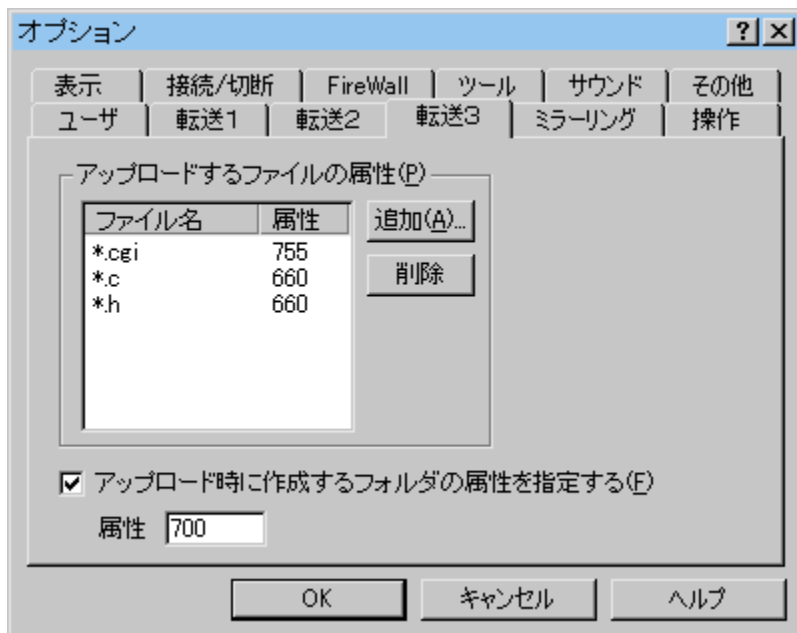 オプション
表示 接続/切断 FireWall ツール サウンド その他
ユーザ 転送1 転送2 転送3 ミラーリング 操作
アップロードするファイルの属性(P)
ファイル名 属性 追加(A)...
*.cgi 755
*.c 660 削除
*.h 660
アップロード時に作成するフォルダの属性を指定する(F)
属性 700
OK キャンセル ヘルプ